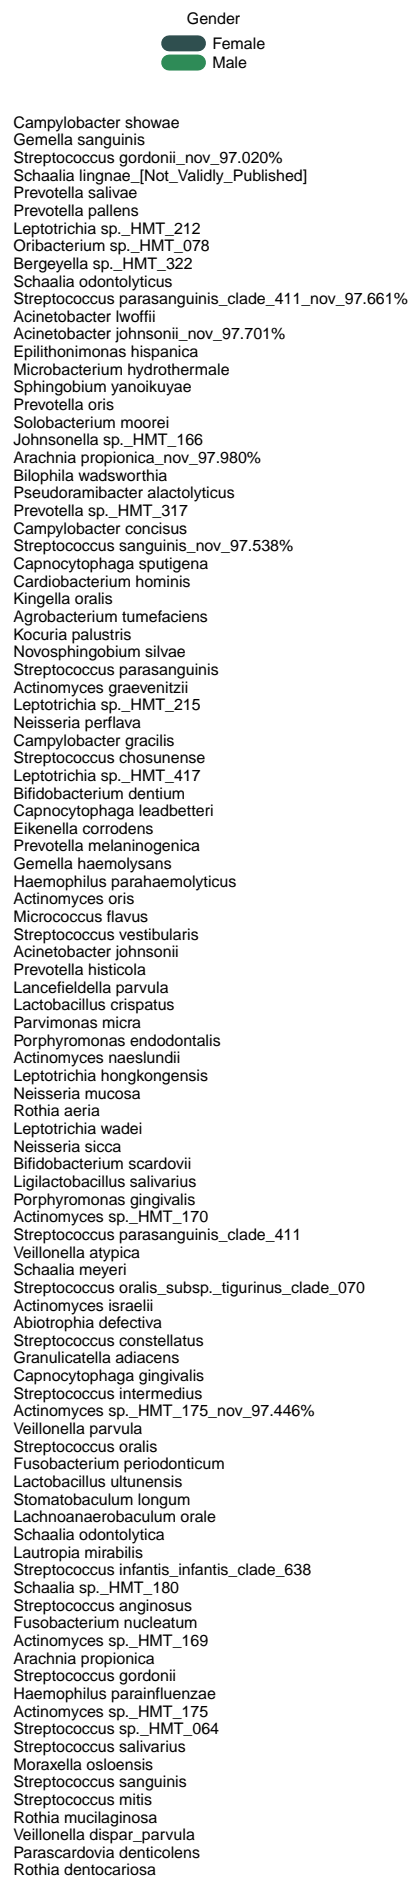 Gender
Female
Male
Campylobacter showae
Gemella sanguinis
Streptococcus gordonii_nov_97.020%
Schaalia lingnae_[Not_Validly_Published]
Prevotella salivae
Prevotella pallens
Leptotrichia sp._HMT_212
Oribacterium sp._HMT_078
Bergeyella sp._HMT_322
Schaalia odontolyticus
Streptococcus parasanguinis_clade_411_nov_97.661%
Acinetobacter lwoffii
Acinetobacter johnsonii_nov_97.701%
Epilithonimonas hispanica
Microbacterium hydrothermale
Sphingobium yanoikuyae
Prevotella oris
Solobacterium moorei
Johnsonella sp._HMT_166
Arachnia propionica_nov_97.980%
Bilophila wadsworthia
Pseudoramibacter alactolyticus
Prevotella sp._HMT_317
Campylobacter concisus
Streptococcus sanguinis_nov_97.538%
Capnocytophaga sputigena
Cardiobacterium hominis
Kingella oralis
Agrobacterium tumefaciens
Kocuria palustris
Novosphingobium silvae
Streptococcus parasanguinis
Actinomyces graevenitzii
Leptotrichia sp._HMT_215
Neisseria perflava
Campylobacter gracilis
Streptococcus chosunense
Leptotrichia sp._HMT_417
Bifidobacterium dentium
Capnocytophaga leadbetteri
Eikenella corrodens
Prevotella melaninogenica
Gemella haemolysans
Haemophilus parahaemolyticus
Actinomyces oris
Micrococcus flavus
Streptococcus vestibularis
Acinetobacter johnsonii
Prevotella histicola
Lancefieldella parvula
Lactobacillus crispatus
Parvimonas micra
Porphyromonas endodontalis
Actinomyces naeslundii
Leptotrichia hongkongensis
Neisseria mucosa
Rothia aeria
Leptotrichia wadei
Neisseria sicca
Bifidobacterium scardovii
Ligilactobacillus salivarius
Porphyromonas gingivalis
Actinomyces sp._HMT_170
Streptococcus parasanguinis_clade_411
Veillonella atypica
Schaalia meyeri
Streptococcus oralis_subsp._tigurinus_clade_070
Actinomyces israelii
Abiotrophia defectiva
Streptococcus constellatus
Granulicatella adiacens
Capnocytophaga gingivalis
Streptococcus intermedius
Actinomyces sp._HMT_175_nov_97.446%
Veillonella parvula
Streptococcus oralis
Fusobacterium periodonticum
Lactobacillus ultunensis
Stomatobaculum longum
Lachnoanaerobaculum orale
Schaalia odontolytica
Lautropia mirabilis
Streptococcus infantis_infantis_clade_638
Schaalia sp._HMT_180
Streptococcus anginosus
Fusobacterium nucleatum
Actinomyces sp._HMT_169
Arachnia propionica
Streptococcus gordonii
Haemophilus parainfluenzae
Actinomyces sp._HMT_175
Streptococcus sp._HMT_064
Streptococcus salivarius
Moraxella osloensis
Streptococcus sanguinis
Streptococcus mitis
Rothia mucilaginosa
Veillonella dispar_parvula
Parascardovia denticolens
Rothia dentocariosa